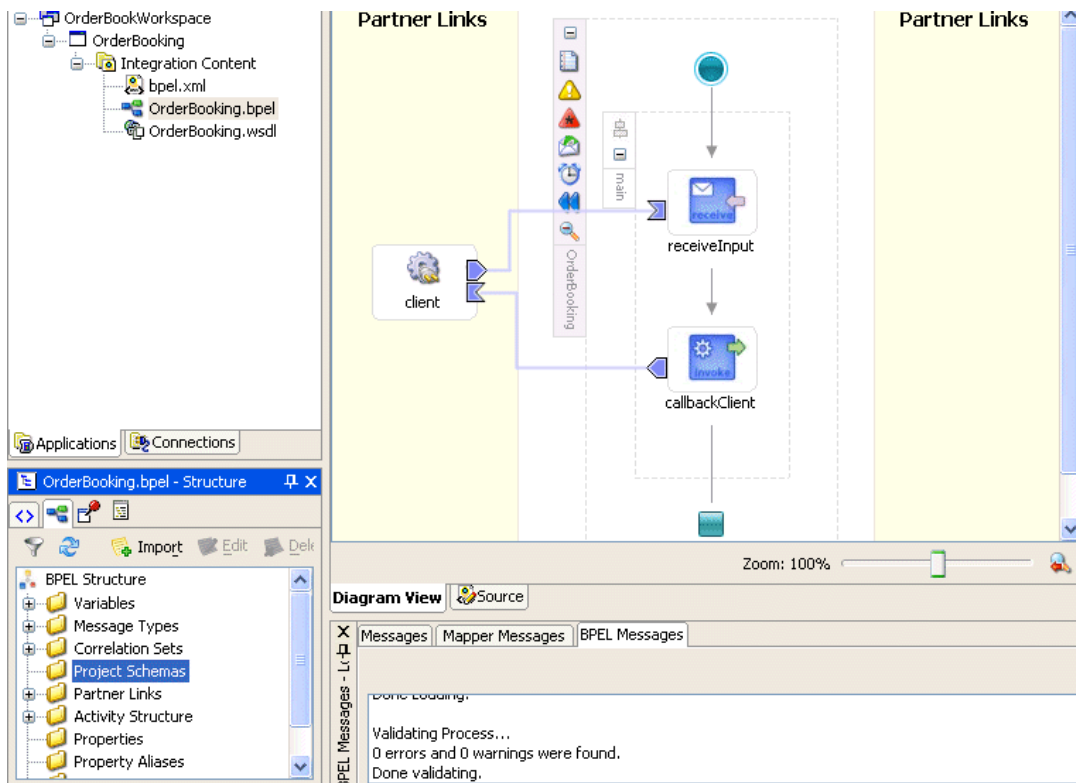 OrderBookWorkspace
OrderBooking
Integration Content
bpel.xml
OrderBooking.bpel
OrderBooking.wsdl
Applications
Connections
OrderBooking.bpel - Structure
Import
Edit
BPEL Structure
Variables
Message Types
Correlation Sets
Project Schemas
Partner Links
Activity Structure
Properties
Property Aliases
Partner Links
Partner Links
main
receive
receiveInput
client
OrderBooking
invoke
callbackClient
Zoom: 100%
Diagram View
Source
Messages
Mapper Messages
BPEL Messages
BPEL Messages -
Done Loading.
Validating Process...
0 errors and 0 warnings were found.
Done validating.